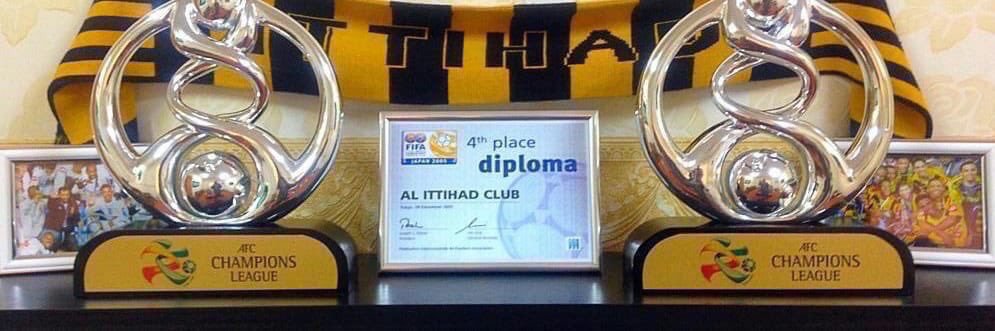 ITTIHAD
FIFA
JAPAN 2005
4th place
diploma
AL ITTIHAD CLUB
AFC
CHAMPIONS
LEAGUE
AFC
CHAMPIONS
LEAGUE